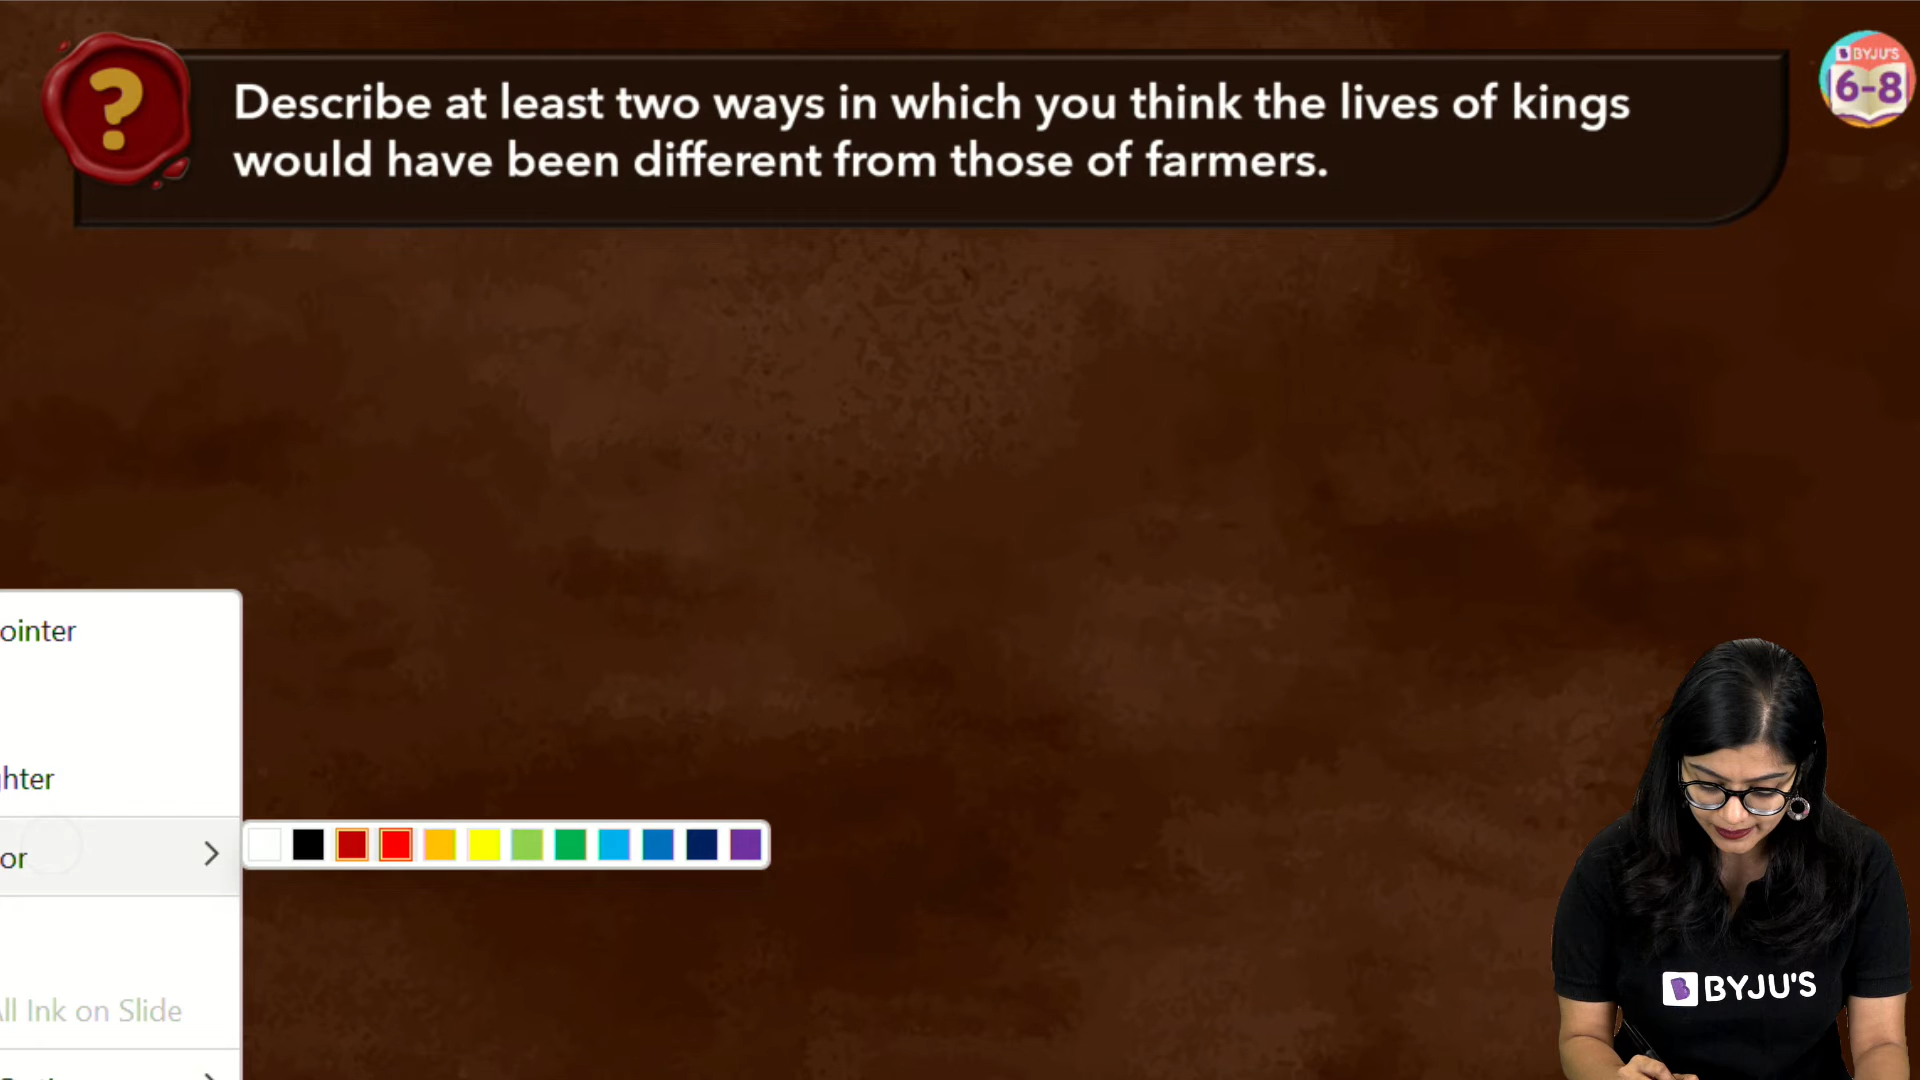 ?
Describe at least two ways in which you think the lives of kings
would have been different from those of farmers.
BYJU'S
6-8
ointer
hter
or
ll Ink on Slide
BYJU'S